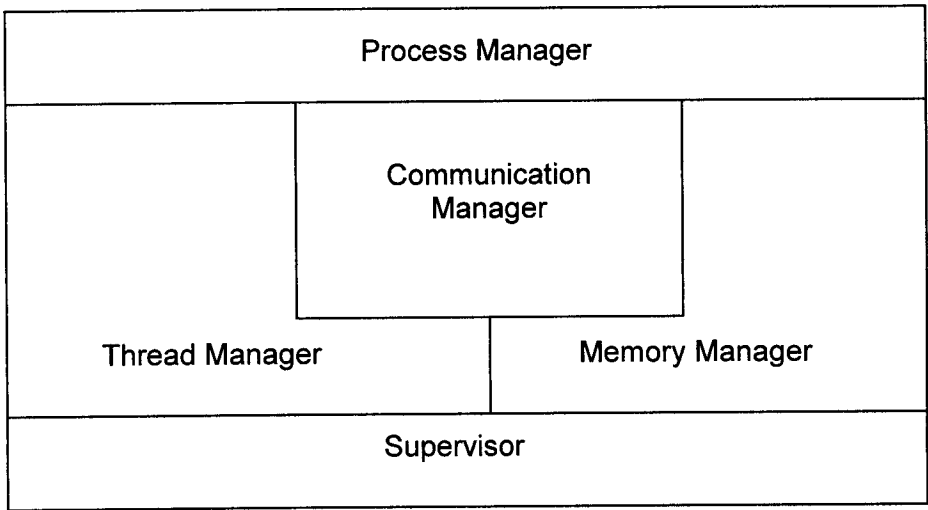 Process Manager
Communication
Manager
Thread Manager
Memory Manager
Supervisor